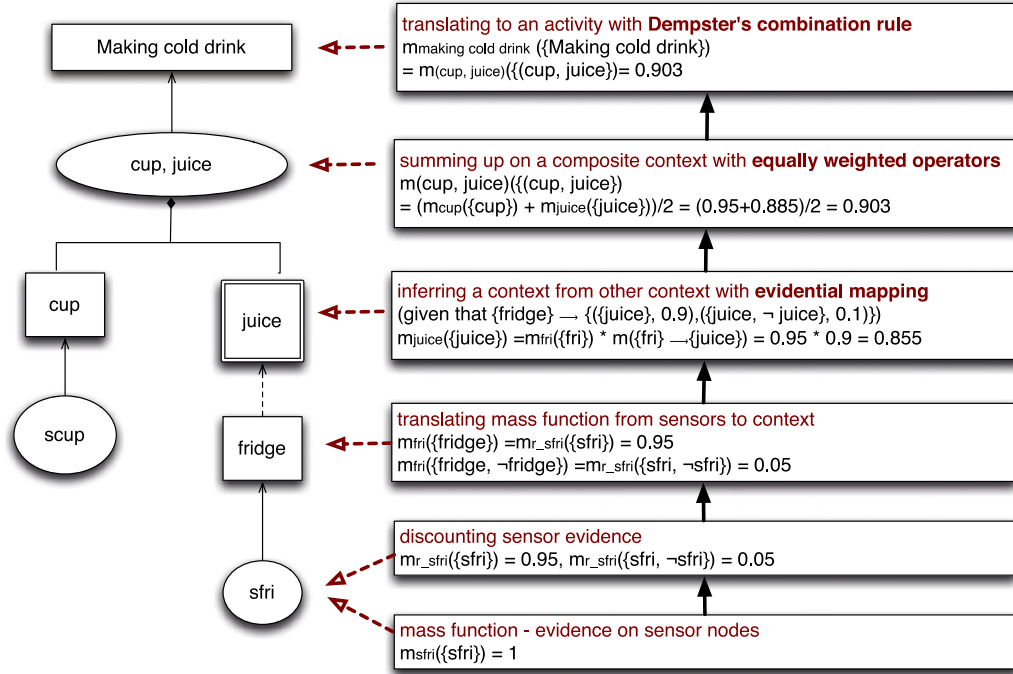 Making cold drink
cup, juice
cup
juice
scup
fridge
sfri
translating to an activity with Dempster's combination rule
mmaking cold drink ({Making cold drink})
= m(cup, juice)({(cup, juice})= 0.903
summing up on a composite context with equally weighted operators
m(cup, juice)({(cup, juice})
= (mcup({cup}) + mjuice({juice}))/2 = (0.95+0.885)/2 = 0.903
inferring a context from other context with evidential mapping
(given that {fridge} → {({juice}, 0.9),({juice, ¬ juice}, 0.1)})
mjuice({juice}) =mfri({fri}) * m({fri} →{juice}) = 0.95 * 0.9 = 0.855
translating mass function from sensors to context
mfri({fridge}) =mr_sfri({sfri}) = 0.95
mfri({fridge, ¬fridge}) =mr_sfri({sfri, ¬sfri}) = 0.05
discounting sensor evidence
mr_sfri({sfri}) = 0.95, mr_sfri({sfri, ¬sfri}) = 0.05
mass function - evidence on sensor nodes
msfri({sfri}) = 1